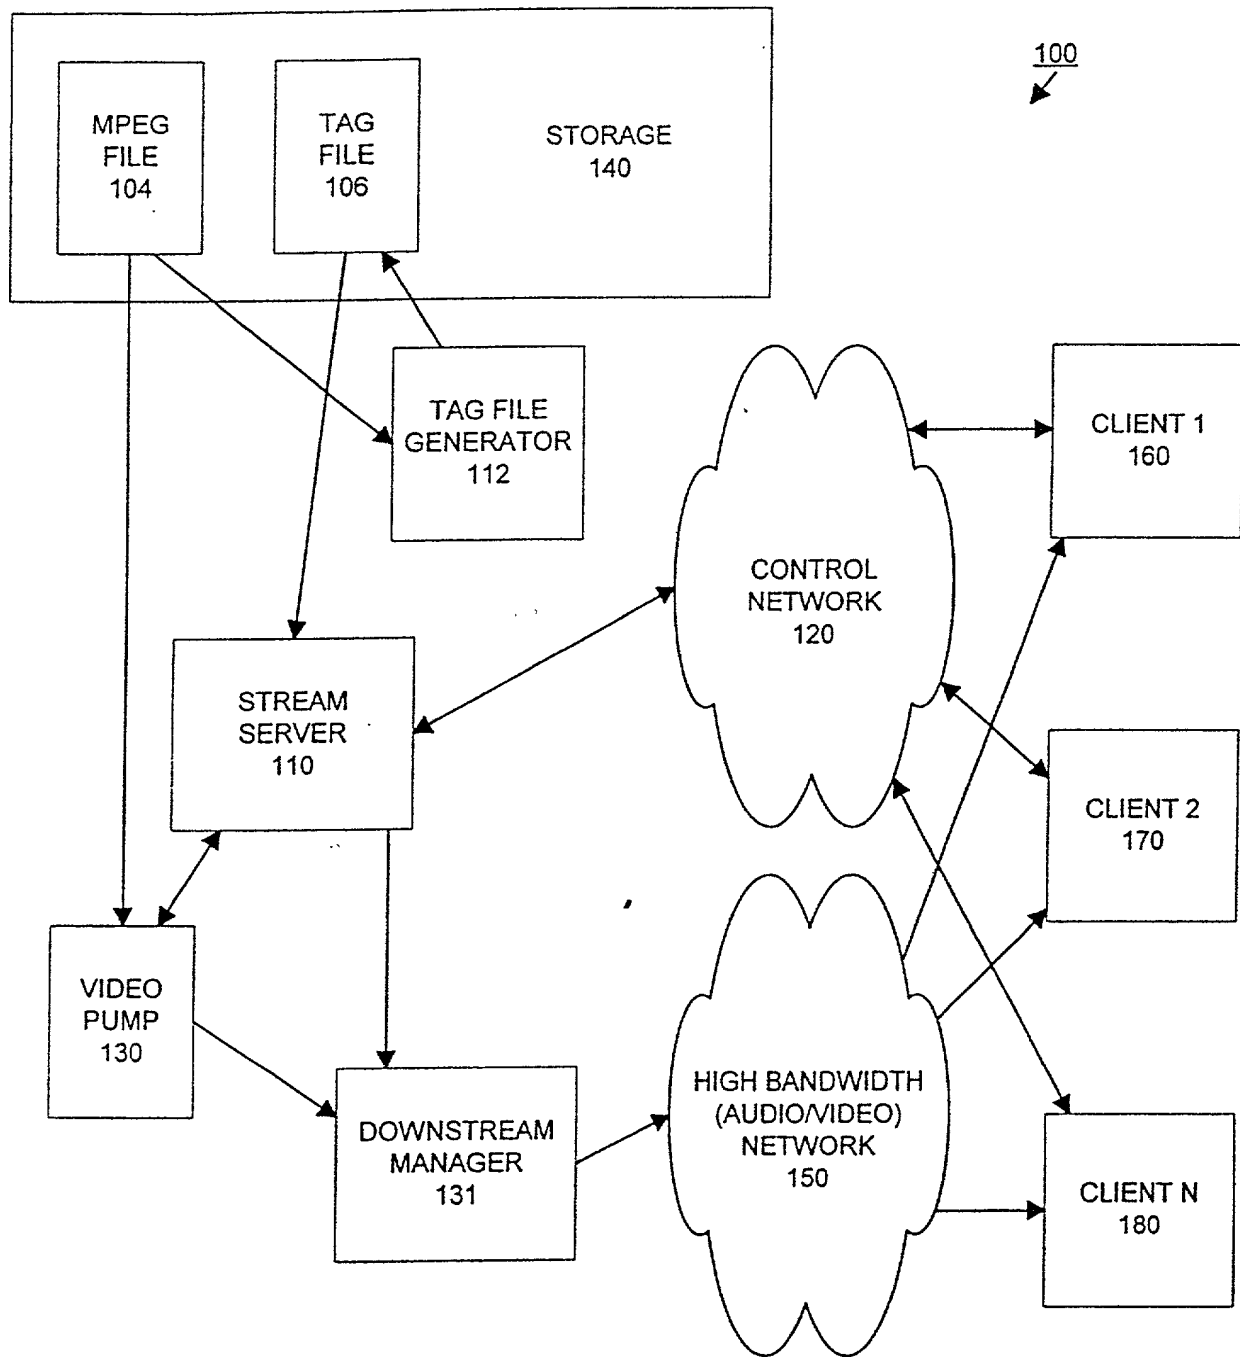 100
MPEG
FILE
104
TAG
FILE
106
STORAGE
140
TAG FILE
GENERATOR
112
CLIENT 1
160
CONTROL
NETWORK
120
STREAM
SERVER
110
CLIENT 2
170
VIDEO
PUMP
130
HIGH BANDWIDTH
(AUDIO/VIDEO)
NETWORK
150
DOWNSTREAM
MANAGER
131
CLIENT N
180